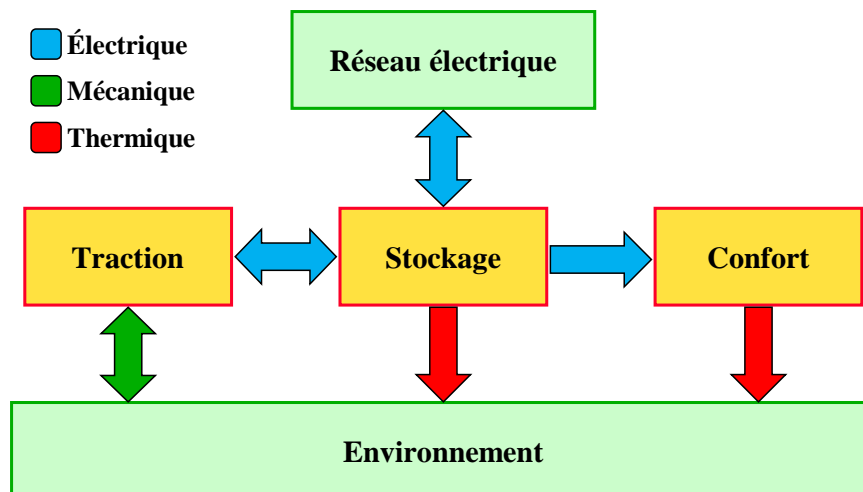 Électrique
Mécanique
Thermique
Réseau électrique
Traction
Stockage
Confort
Environnement